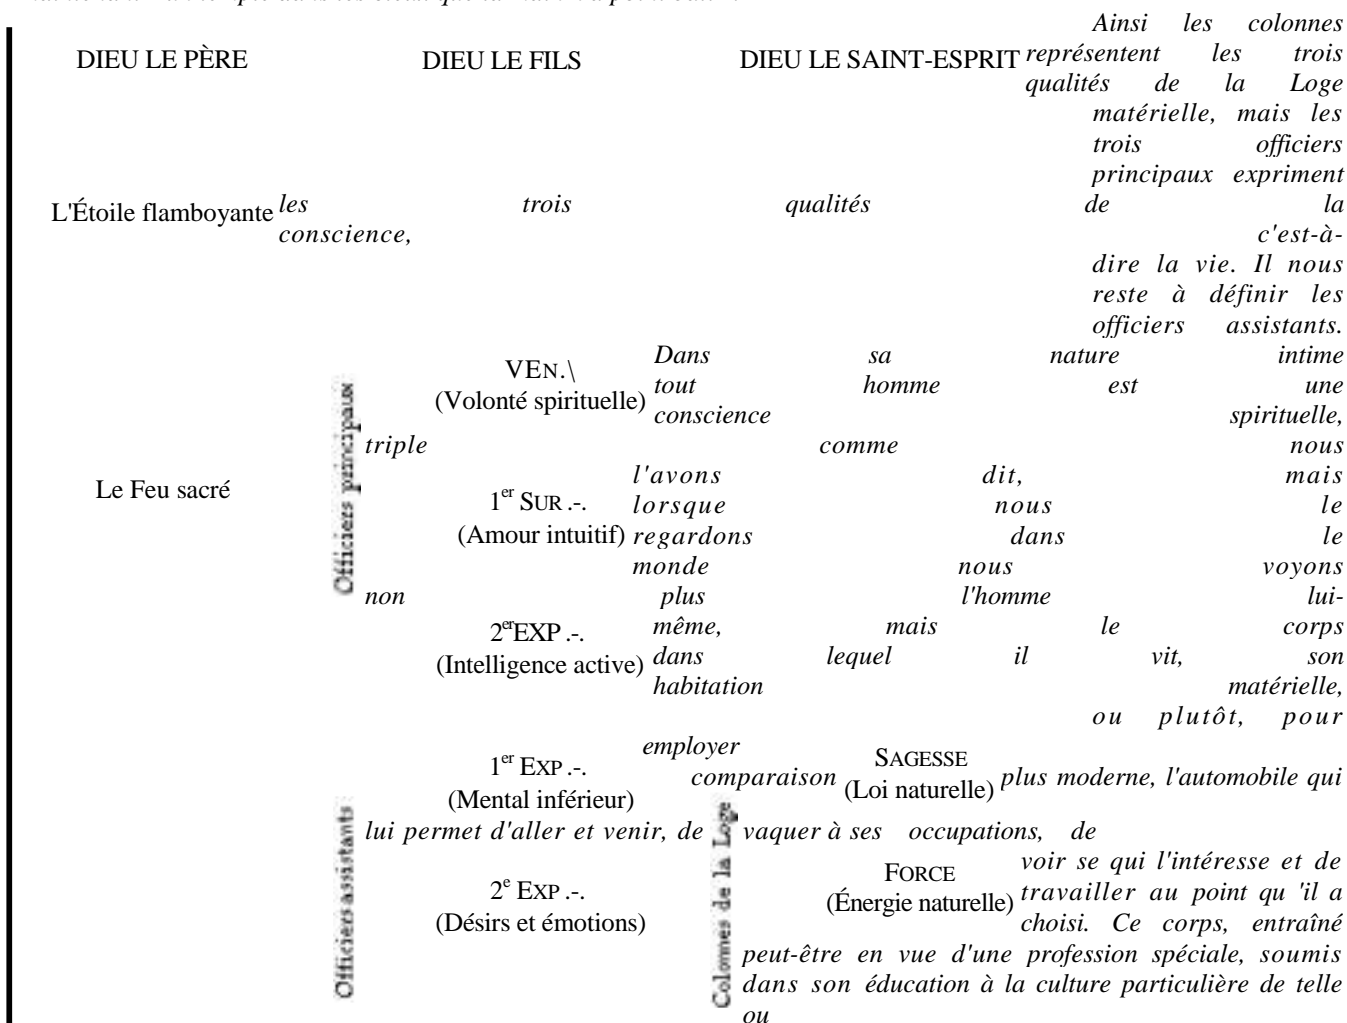 DIEU LE PÈRE DIEU LE FILS DIEU LE SAINT-ESPRIT
Ainsi les colonnes
représentent les trois
qualités de la Loge
matérielle, mais les
trois officiers
principaux expriment
L'Étoile flamboyante
les trois qualités de la
conscience, c'est-à-
dire la vie. Il nous
reste à définir les
officiers assistants.
Officiers principaux
VEN.\
(Volonté spirituelle)
Dans sa nature intime
tout homme est une
conscience spirituelle,
triple comme nous
Le Feu sacré
l'avons dit, mais
1er SUR .-.
(Amour intuitif)
lorsque nous le
regardons dans le
monde nous voyons
non plus l'homme lui-
2erEXP .-.
(Intelligence active)
même, mais le corps
dans lequel il vit, son
habitation matérielle,
ou plutôt, pour
employer
1er EXP .-.
(Mental inférieur)
comparaison
SAGESSE
(Loi naturelle)
plus moderne, l'automobile qui
Officiers assistants
lui permet d'aller et venir, de
Colonnes de la Loge
vaquer à ses occupations, de
2e EXP .-.
(Désirs et émotions)
FORCE
(Énergie naturelle)
voir se qui l'intéresse et de
travailler au point qu 'il a
choisi. Ce corps, entraîné
peut-être en vue d'une profession spéciale, soumis
dans son éducation à la culture particulière de telle
ou